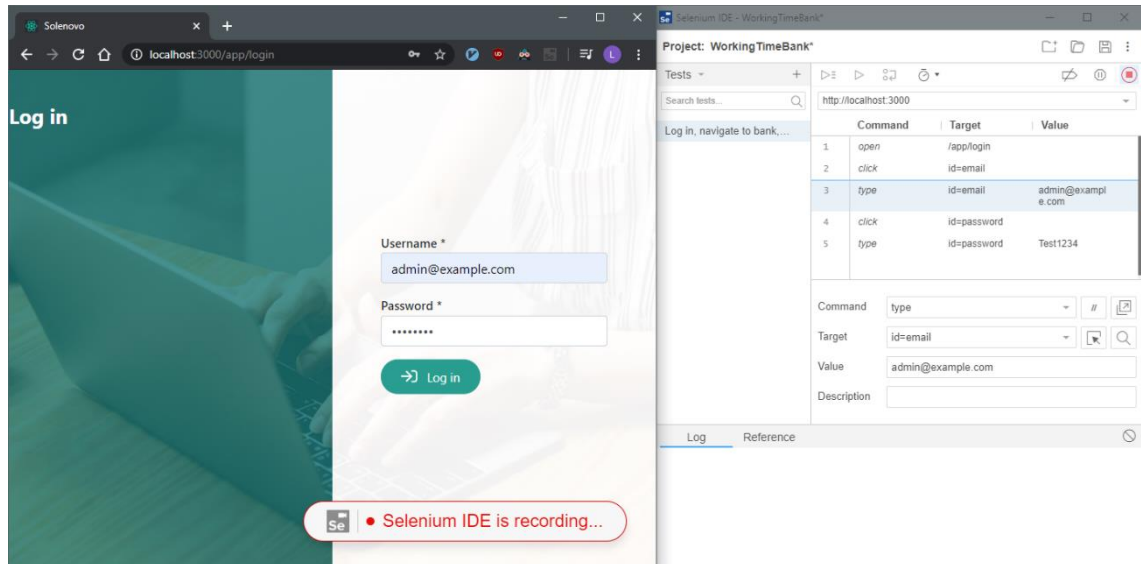 Solenovo
localhost:3000/app/login
L
Log in
Username *
admin@example.com
Password *
••••••••
Log in
Se
Selenium IDE is recording...
Se Selenium IDE - WorkingTimeBank*
Project: WorkingTimeBank*
Tests
Search tests...
Log in, navigate to bank,...
http://localhost:3000
Command Target Value
1 open /app/login
2 click id=email
3 type id=email admin@exampl
e.com
4 click id=password
5 type id=password Test1234
Command type //
Target id=email
Value admin@example.com
Description
Log Reference